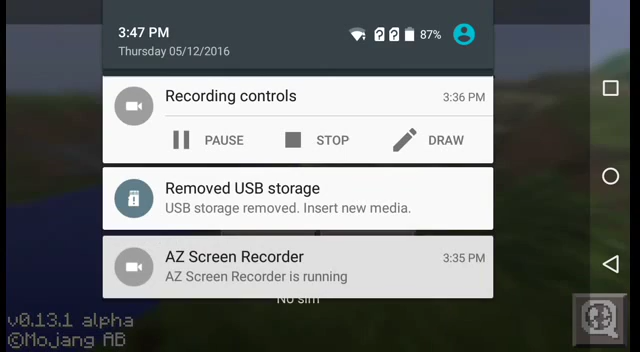 3:47 PM
87%
Thursday 05/12/2016
Recording controls
3:36 PM
PAUSE
STOP
DRAW
Removed USB storage
USB storage removed. Insert new media.
AZ Screen Recorder
3:35 PM
AZ Screen Recorder is running
No sim
v0.13.1 alpha
©Mojang AB